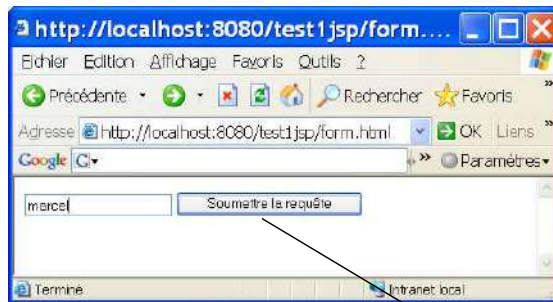 http://localhost:8080/test1jsp/form....
Fichier Edition Affichage Favoris Outils ?
Précédente Rechercher Favoris »
Adresse http://localhost:8080/test1jsp/form.html OK Liens »
Google G » Paramètres
marcel Soumettre la requête
Terminé Intranet local